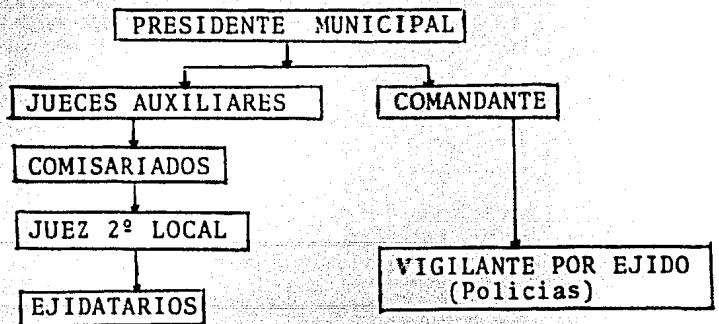 PRESIDENTE MUNICIPAL
JUECES AUXILIARES
COMANDANTE
COMISARIADOS
JUEZ 2º LOCAL
EJIDATARIOS
VIGILANTE POR EJIDO
(Policias)